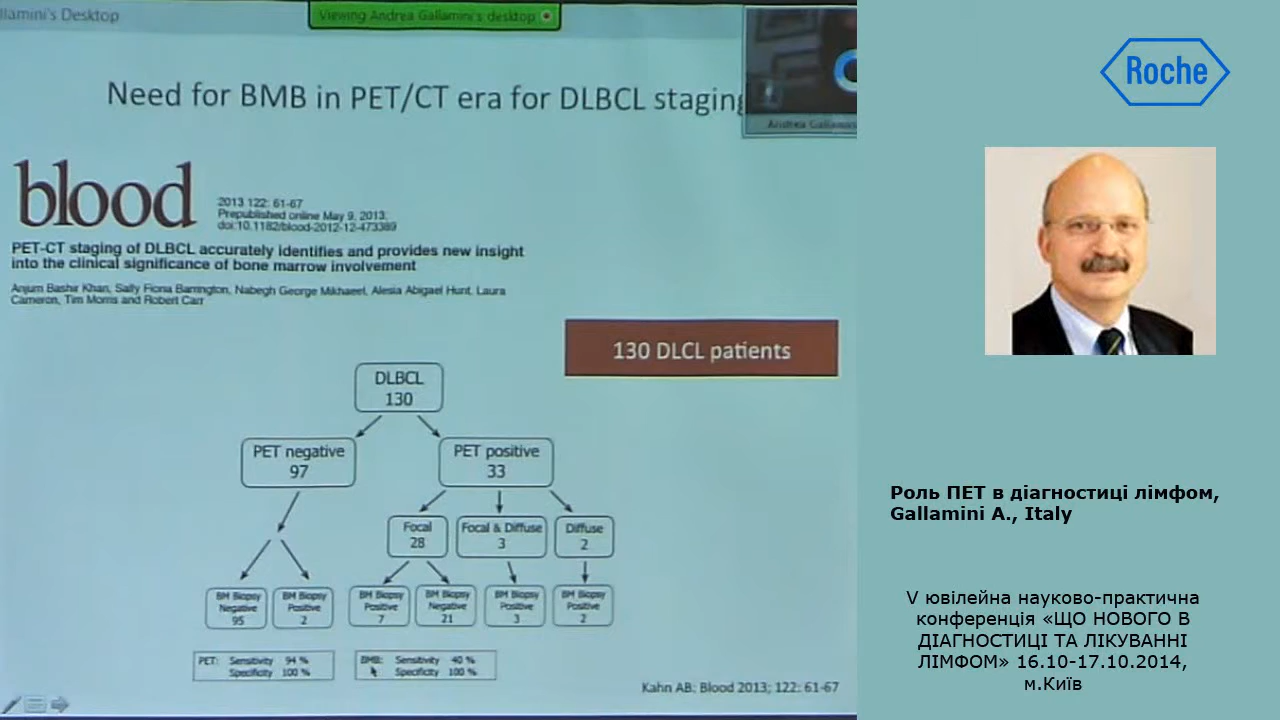 llamini's Desktop
Viewing Andrea Gallamini's desktop
Need for BMB in PET/CT era for DLBCL staging
Andrea Gallamini
blood
2013 122: 61-67
Prepublished online May 9, 2013;
doi:10.1182/blood-2012-12-473389
PET-CT staging of DLBCL accurately identifies and provides new insight
into the clinical significance of bone marrow involvement
Anjum Bashir Khan, Sally Fiona Barrington, Nabegh George Mikhaeel, Alesia Abigael Hunt, Laura
Cameron, Tim Morris and Robert Carr
130 DLCL patients
DLBCL
130
PET negative
97
PET positive
33
Focal
28
Focal & Diffuse
3
Diffuse
2
BM Biopsy
Negative
95
BM Biopsy
Positive
2
BM Biopsy
Positive
7
BM Biopsy
Negative
21
BM Biopsy
Positive
3
BM Biopsy
Positive
2
PET: Sensitivity 94 %
Specificity 100 %
BMB: Sensitivity 40 %
Specificity 100 %
Kahn AB: Blood 2013; 122: 61-67
Roche
Роль ПЕТ в діагностиці лімфом,
Gallamini A., Italy
V ювілейна науково-практична
конференція «ЩО НОВОГО В
ДІАГНОСТИЦІ ТА ЛІКУВАННІ
ЛІМФОМ» 16.10-17.10.2014,
м.Київ